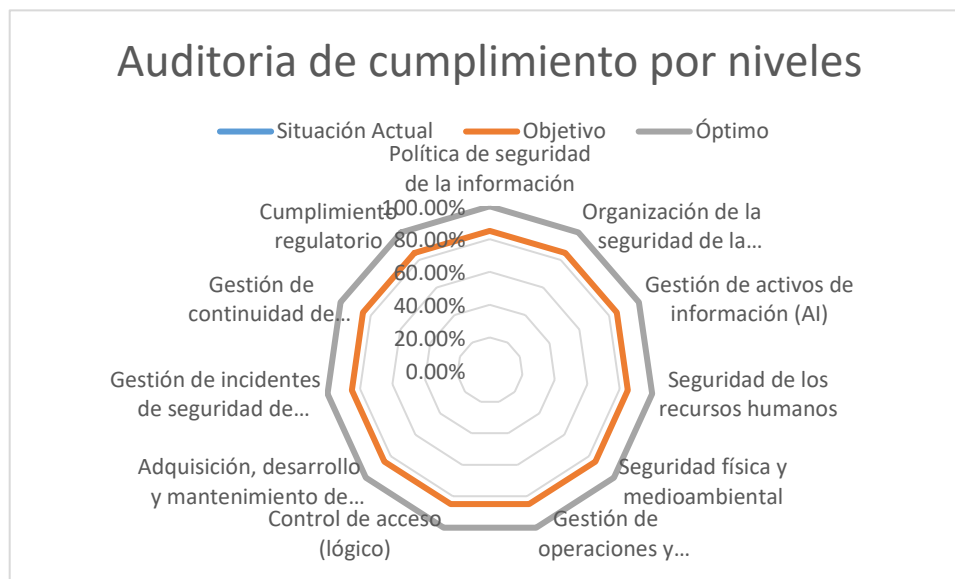 Auditoria de cumplimiento por niveles
Situación Actual
Objetivo
Óptimo
Política de seguridad
de la información
Organización de la
seguridad de la…
Gestión de activos de
información (AI)
Seguridad de los
recursos humanos
Seguridad física y
medioambiental
Gestión de
operaciones y…
Control de acceso
(lógico)
Adquisición, desarrollo
y mantenimiento de…
Gestión de incidentes
de seguridad de…
Gestión de
continuidad de…
Cumplimiento
regulatorio
100.00%
80.00%
60.00%
40.00%
20.00%
0.00%